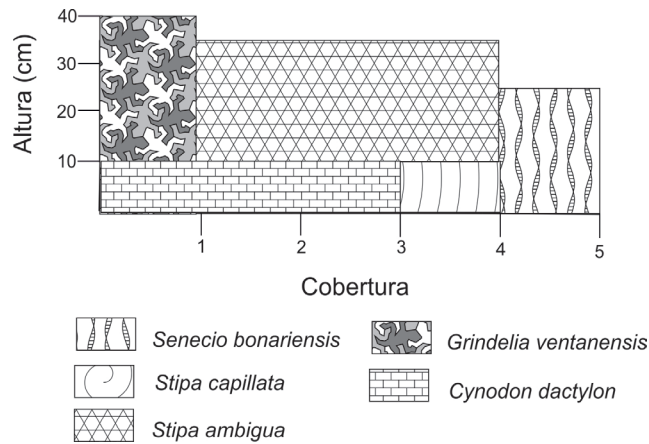 Altura (cm)
40
30
20
10
1
2
3
4
5
Cobertura
Senecio bonariensis
Grindelia ventanensis
Stipa capillata
Cynodon dactylon
Stipa ambigua